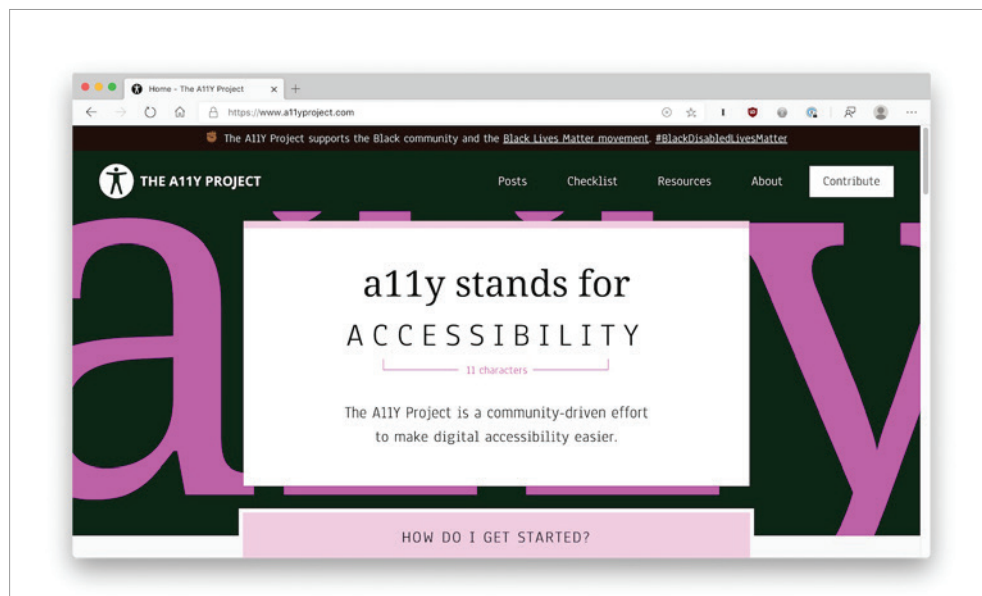 Home - The A11Y Project
https://www.a11yproject.com
The A11Y Project supports the Black community and the Black Lives Matter movement. #BlackDisabledLivesMatter
THE A11Y PROJECT
Posts Checklist Resources About Contribute
a11y
a11y stands for
ACCESSIBILITY
11 characters
The A11Y Project is a community-driven effort
to make digital accessibility easier.
HOW DO I GET STARTED?